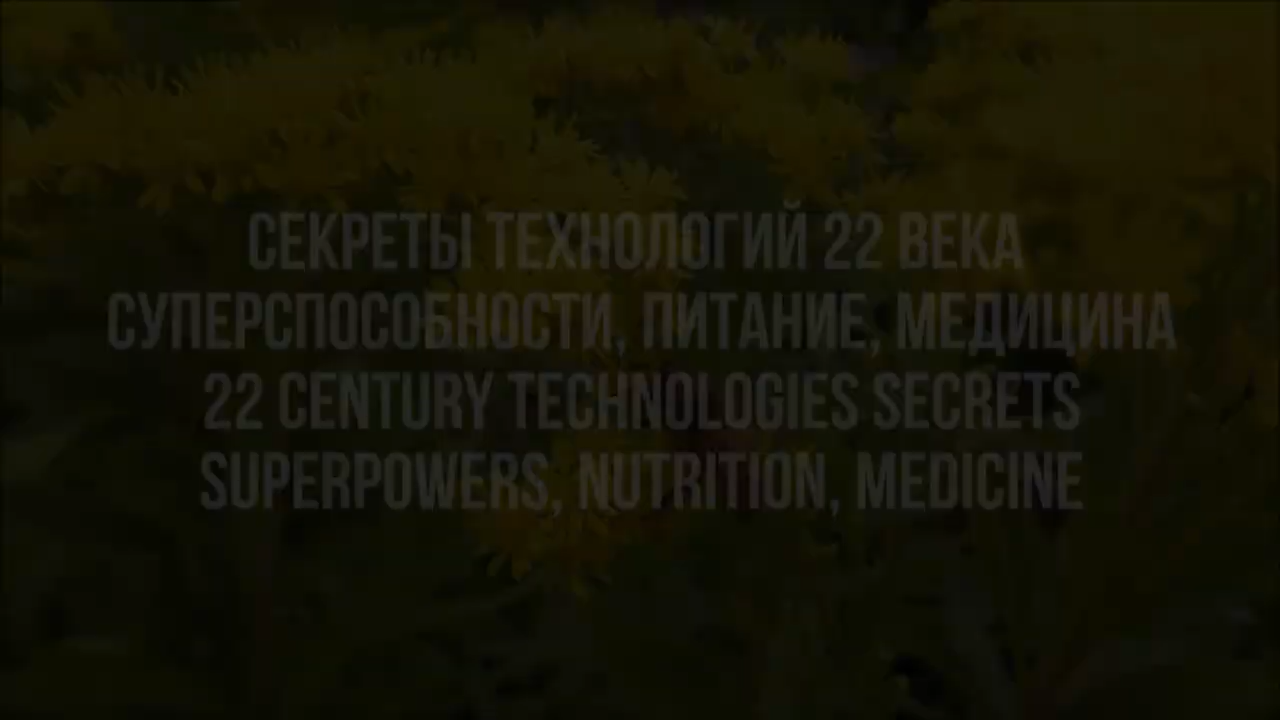 СЕКРЕТЫ ТЕХНОЛОГИЙ 22 ВЕКА
СУПЕРСПОСОБНОСТИ, ПИТАНИЕ, МЕДИЦИНА
22 CENTURY TECHNOLOGIES SECRETS
SUPERPOWERS, NUTRITION, MEDICINE